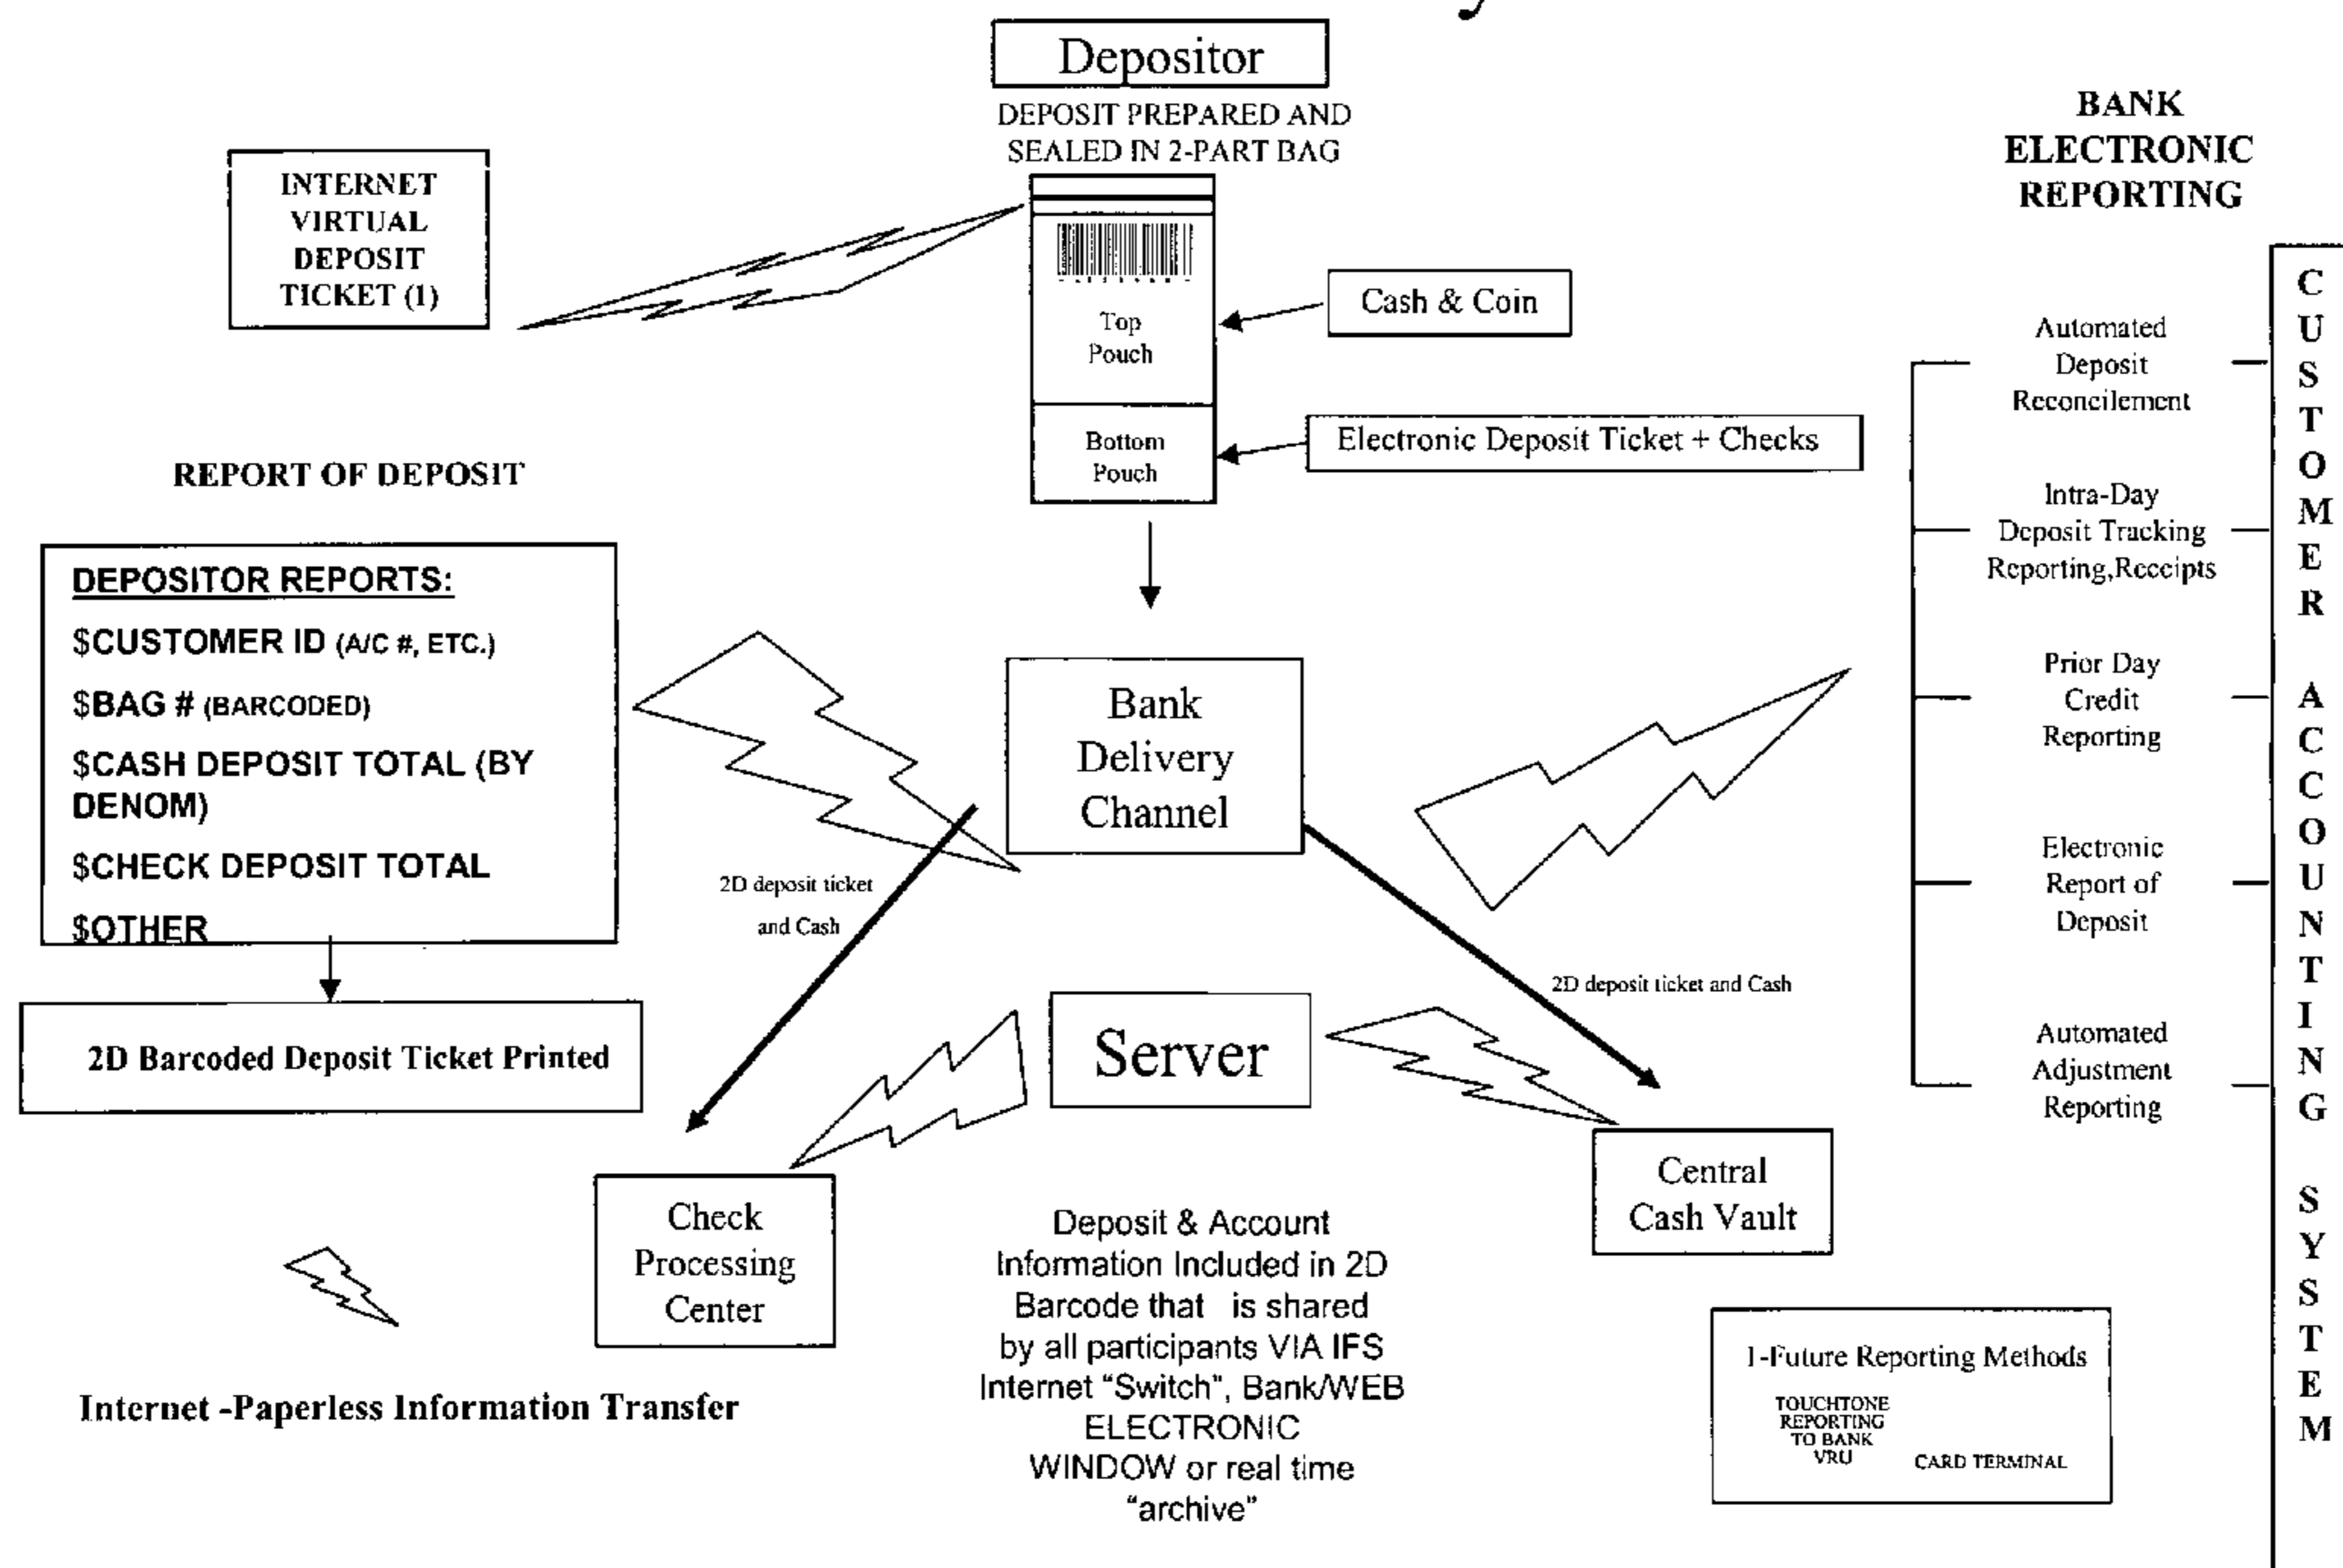 Depositor
DEPOSIT PREPARED AND
SEALED IN 2-PART BAG
INTERNET
VIRTUAL
DEPOSIT
TICKET (1)
Top
Pouch
Bottom
Pouch
Cash & Coin
Electronic Deposit Ticket + Checks
BANK
ELECTRONIC
REPORTING
REPORT OF DEPOSIT
DEPOSITOR REPORTS:
$CUSTOMER ID (A/C #, ETC.)
$BAG # (BARCODED)
$CASH DEPOSIT TOTAL (BY
DENOM)
$CHECK DEPOSIT TOTAL
$OTHER
2D Barcoded Deposit Ticket Printed
Bank
Delivery
Channel
2D deposit ticket
and Cash
2D deposit ticket and Cash
Server
Check
Processing
Center
Central
Cash Vault
Automated
Deposit
Reconcilement
Intra-Day
Deposit Tracking
Reporting,Receipts
Prior Day
Credit
Reporting
Electronic
Report of
Deposit
Automated
Adjustment
Reporting
CUSTOMER ACCOUNTING SYSTEM
Internet -Paperless Information Transfer
Deposit & Account
Information Included in 2D
Barcode that is shared
by all participants VIA IFS
Internet “Switch”, Bank/WEB
ELECTRONIC
WINDOW or real time
“archive”
1-Future Reporting Methods
TOUCHTONE
REPORTING
TO BANK
VRU
CARD TERMINAL